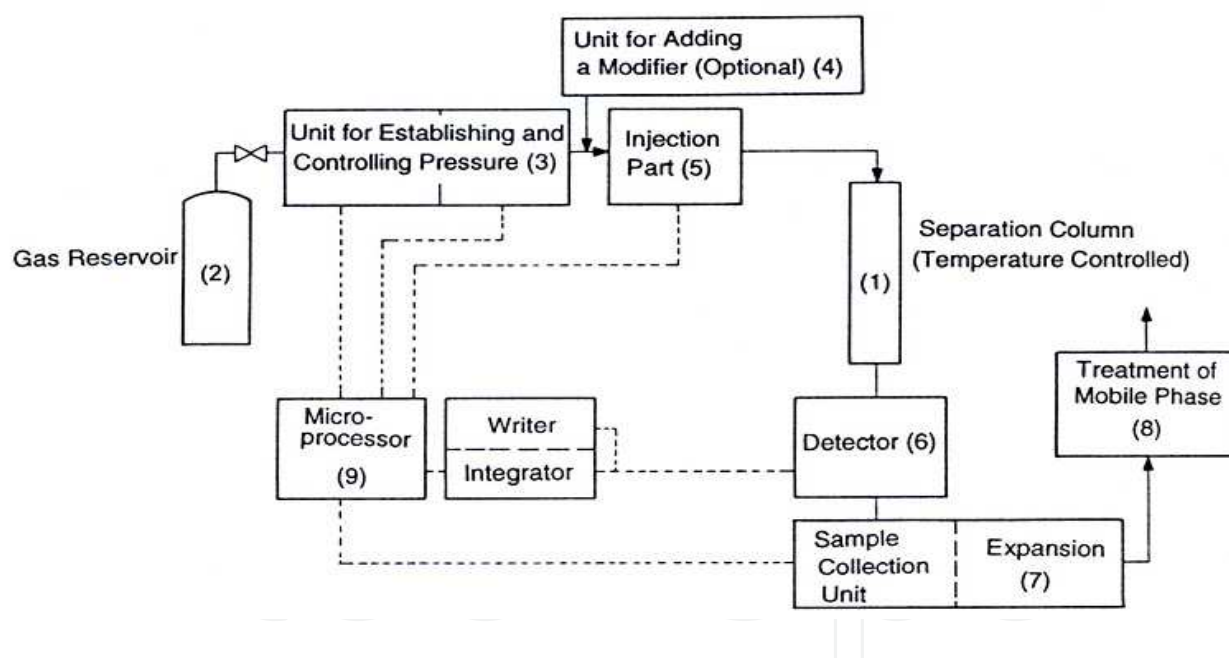 Unit for Adding
a Modifier (Optional) (4)
Unit for Establishing and
Controlling Pressure (3)
Injection
Part (5)
Gas Reservoir
(2)
Separation Column
(Temperature Controlled)
(1)
Treatment of
Mobile Phase
(8)
Micro-
processor
(9)
Writer
Integrator
Detector (6)
Sample
Collection
Unit
Expansion
(7)